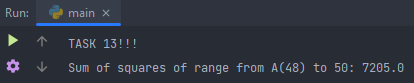 Run: main ×
TASK 13!!!
Sum of squares of range from A(48) to 50: 7205.0